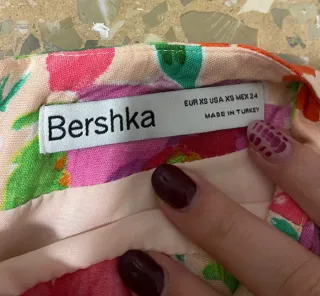 Bershka
EUR XS USA XS MEX 24
MADE IN TURKEY